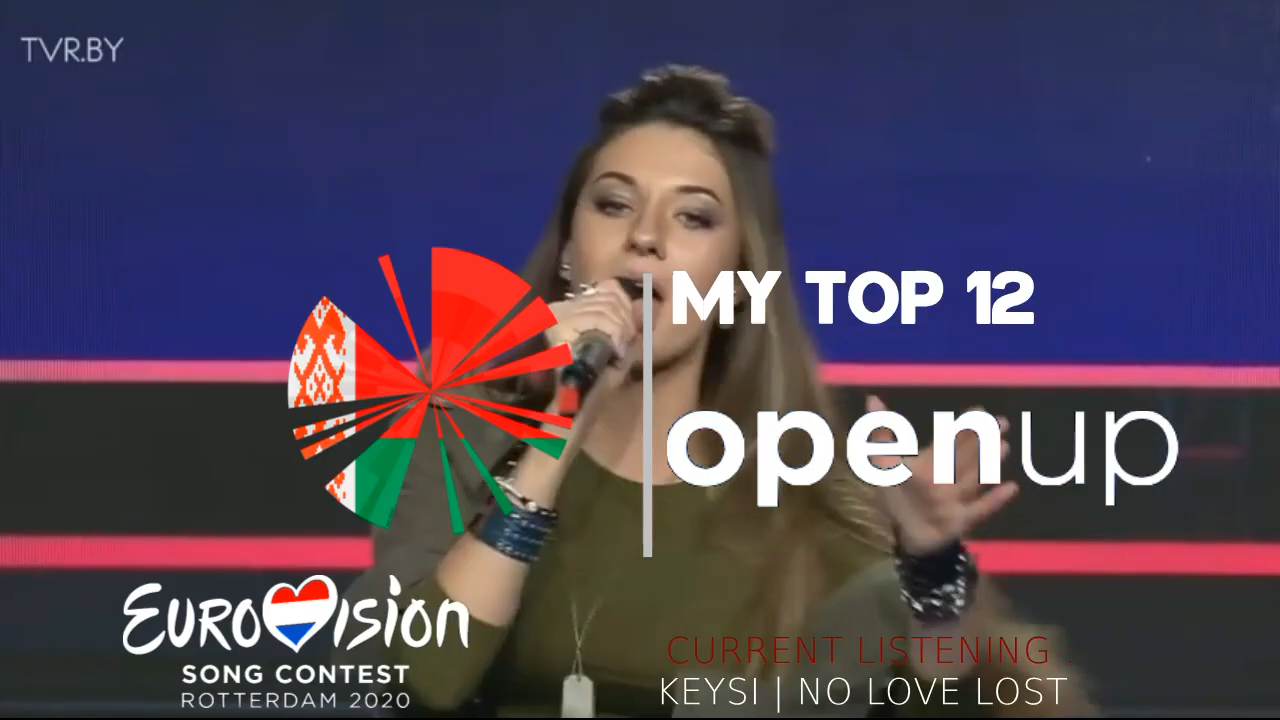 TVR.BY
MY TOP 12
openup
EUROVISION
SONG CONTEST
ROTTERDAM 2020
CURRENT LISTENING .
KEYSI | NO LOVE LOST